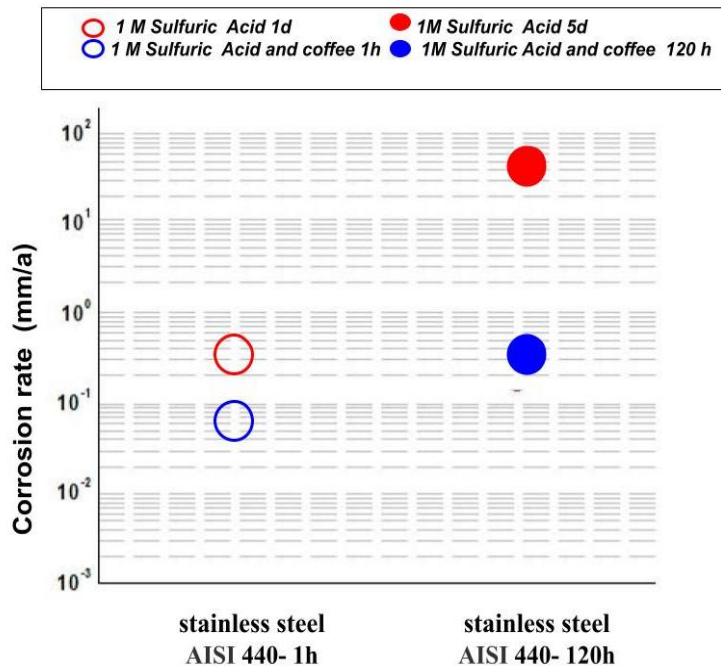 1 M Sulfuric Acid 1d
1M Sulfuric Acid 5d
1 M Sulfuric Acid and coffee 1h
1M Sulfuric Acid and coffee 120 h
Corrosion rate (mm/a)
10²
10¹
10⁰
10⁻¹
10⁻²
10⁻³
stainless steel
AISI 440- 1h
stainless steel
AISI 440- 120h